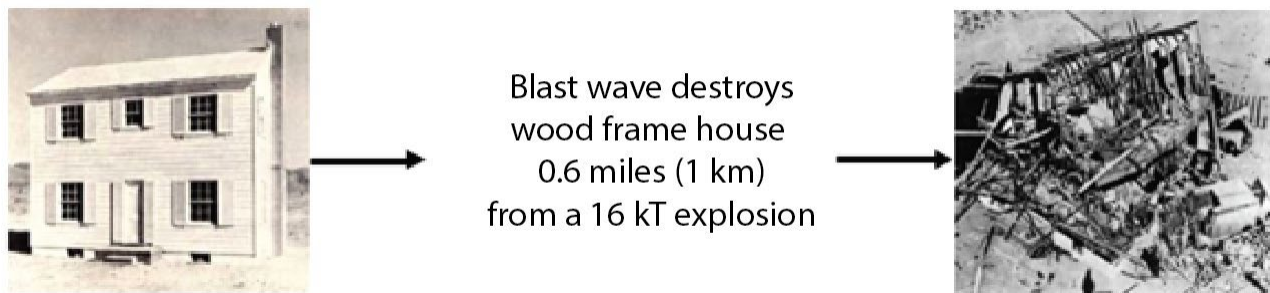 Blast wave destroys
wood frame house
0.6 miles (1 km)
from a 16 kT explosion